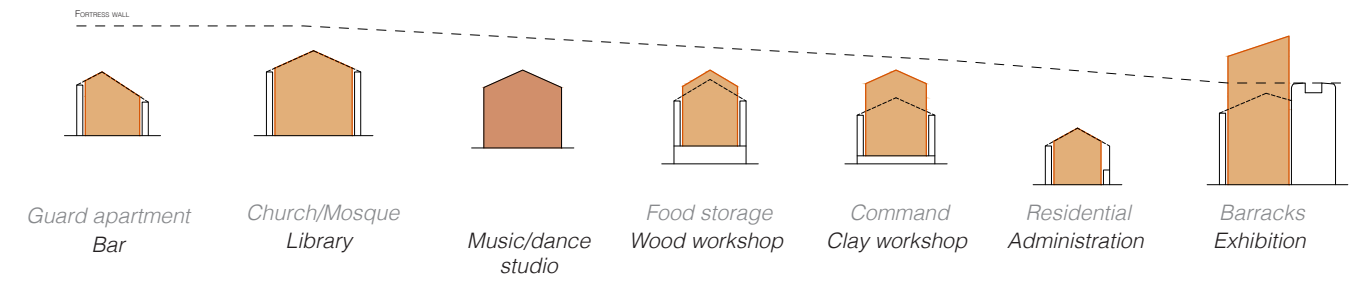 FORTRESS WALL
Guard apartment
Bar
Church/Mosque
Library
Music/dance
studio
Food storage
Wood workshop
Command
Clay workshop
Residential
Administration
Barracks
Exhibition